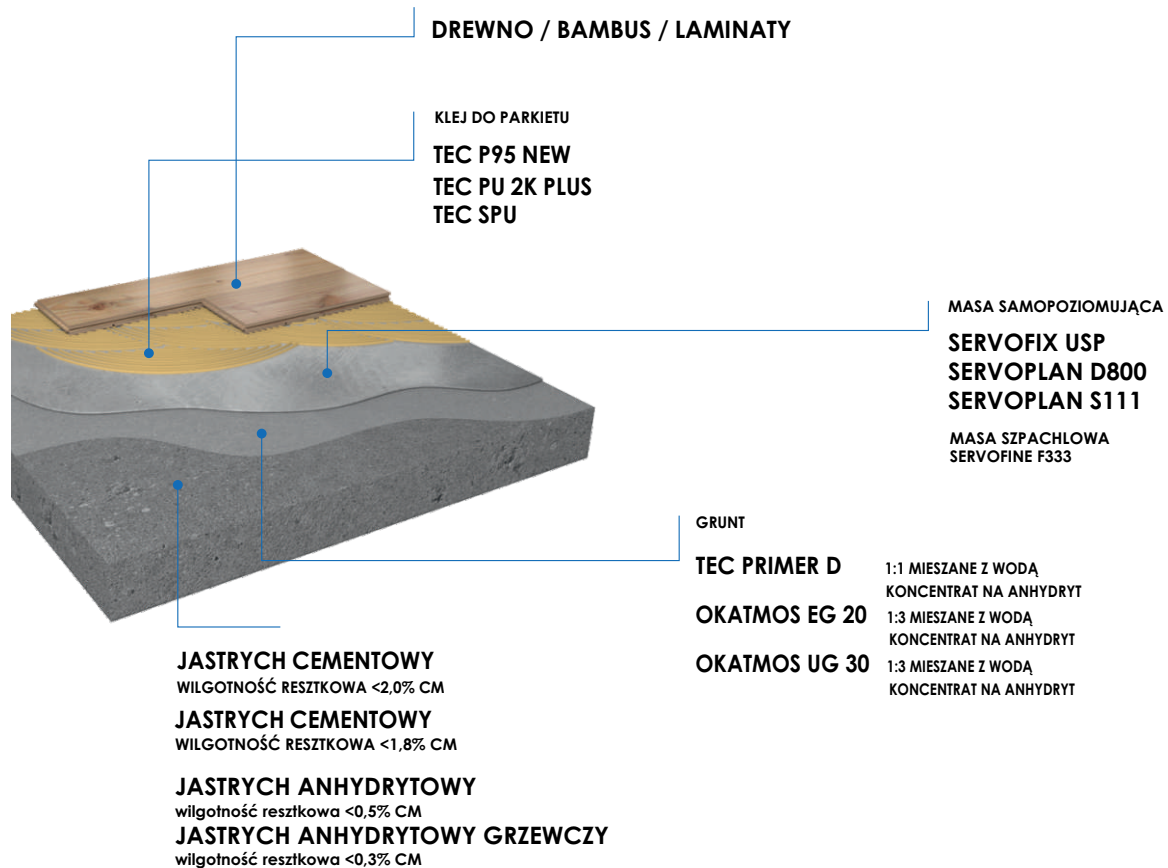 DREWNO / BAMBUS / LAMINATY
KLEJ DO PARKIETU
TEC P95 NEW
TEC PU 2K PLUS
TEC SPU
MASA SAMOPOZIOMUJĄCA
SERVOFIX USP
SERVOPLAN D800
SERVOPLAN S111
MASA SZPACHLOWA
SERVOFINE F333
GRUNT
TEC PRIMER D 1:1 MIESZANE Z WODĄ
KONCENTRAT NA ANHYDRYT
OKATMOS EG 20 1:3 MIESZANE Z WODĄ
KONCENTRAT NA ANHYDRYT
OKATMOS UG 30 1:3 MIESZANE Z WODĄ
KONCENTRAT NA ANHYDRYT
JASTRYCH CEMENTOWY
WILGOTNOŚĆ RESZTKOWA <2,0% CM
JASTRYCH CEMENTOWY
WILGOTNOŚĆ RESZTKOWA <1,8% CM
JASTRYCH ANHYDRYTOWY
wilgotność resztkowa <0,5% CM
JASTRYCH ANHYDRYTOWY GRZEWCZY
wilgotność resztkowa <0,3% CM